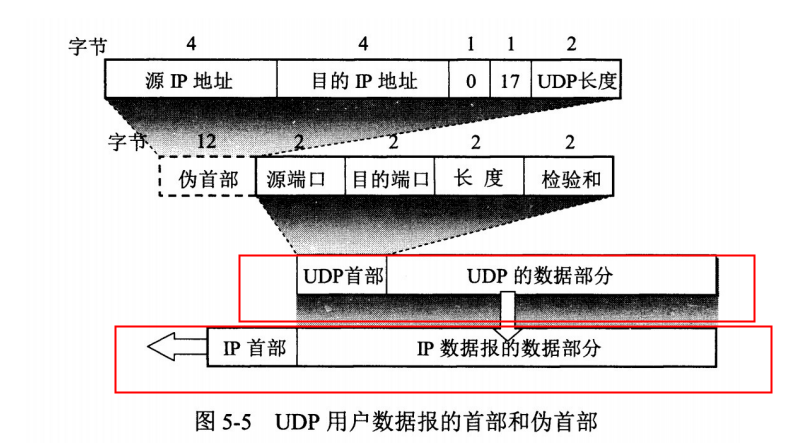 字节 4 4 1 1 2
源 IP 地址 目的 IP 地址 0 17 UDP长度
字节 12 2 2 2 2
伪首部 源端口 目的端口 长 度 检验和
UDP首部 UDP 的数据部分
IP 首部 IP 数据报的数据部分
图 5-5 UDP 用户数据报的首部和伪首部